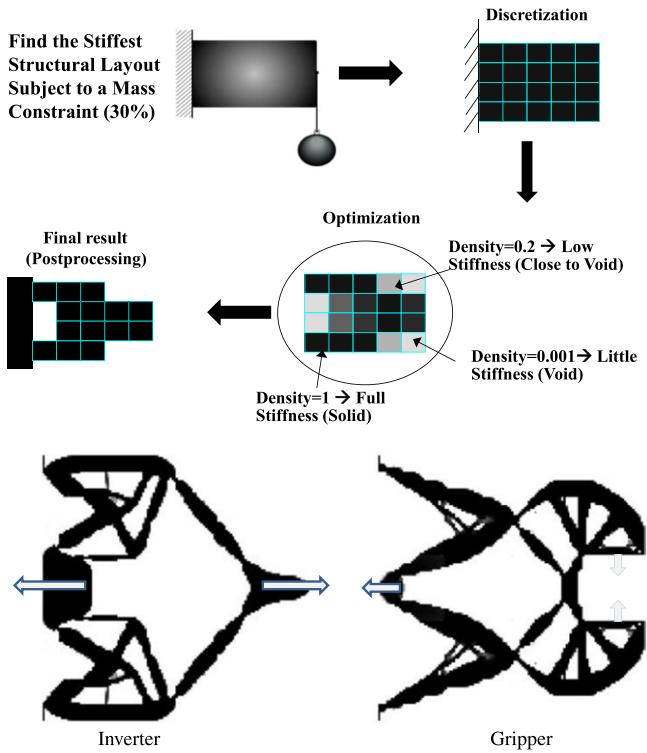 Find the Stiffest
Structural Layout
Subject to a Mass
Constraint (30%)
Discretization
Optimization
Density=0.2 → Low
Stiffness (Close to Void)
Density=0.001→ Little
Stiffness (Void)
Density=1 → Full
Stiffness (Solid)
Final result
(Postprocessing)
Inverter
Gripper